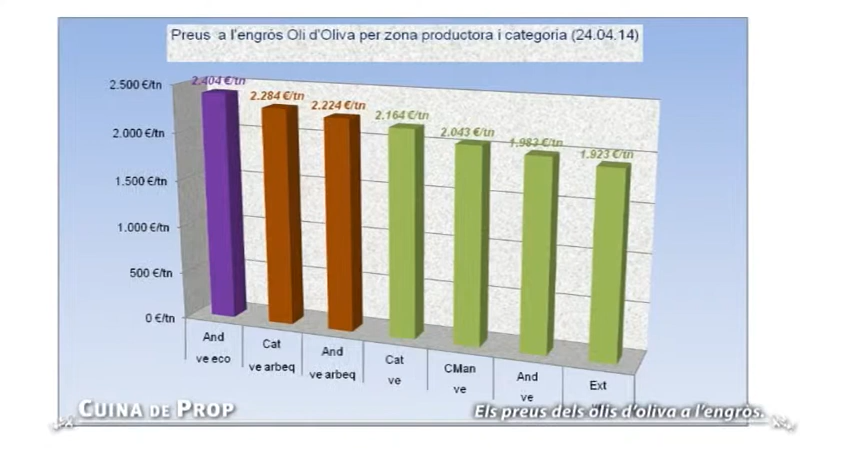 Preus a l'engrós Oli d'Oliva per zona productora i categoria (24.04.14)
2.500 €/tn
2.000 €/tn
1.500 €/tn
1.000 €/tn
500 €/tn
0 €/tn
2.404 €/tn
2.284 €/tn
2.224 €/tn
2.164 €/tn
2.043 €/tn
1.983 €/tn
1.923 €/tn
And
ve eco
Cat
ve arbeq
And
ve arbeq
Cat
ve
CMan
ve
And
ve
Ext
CUINA DE PROP
Els preus dels olis d'oliva a l'engròs.